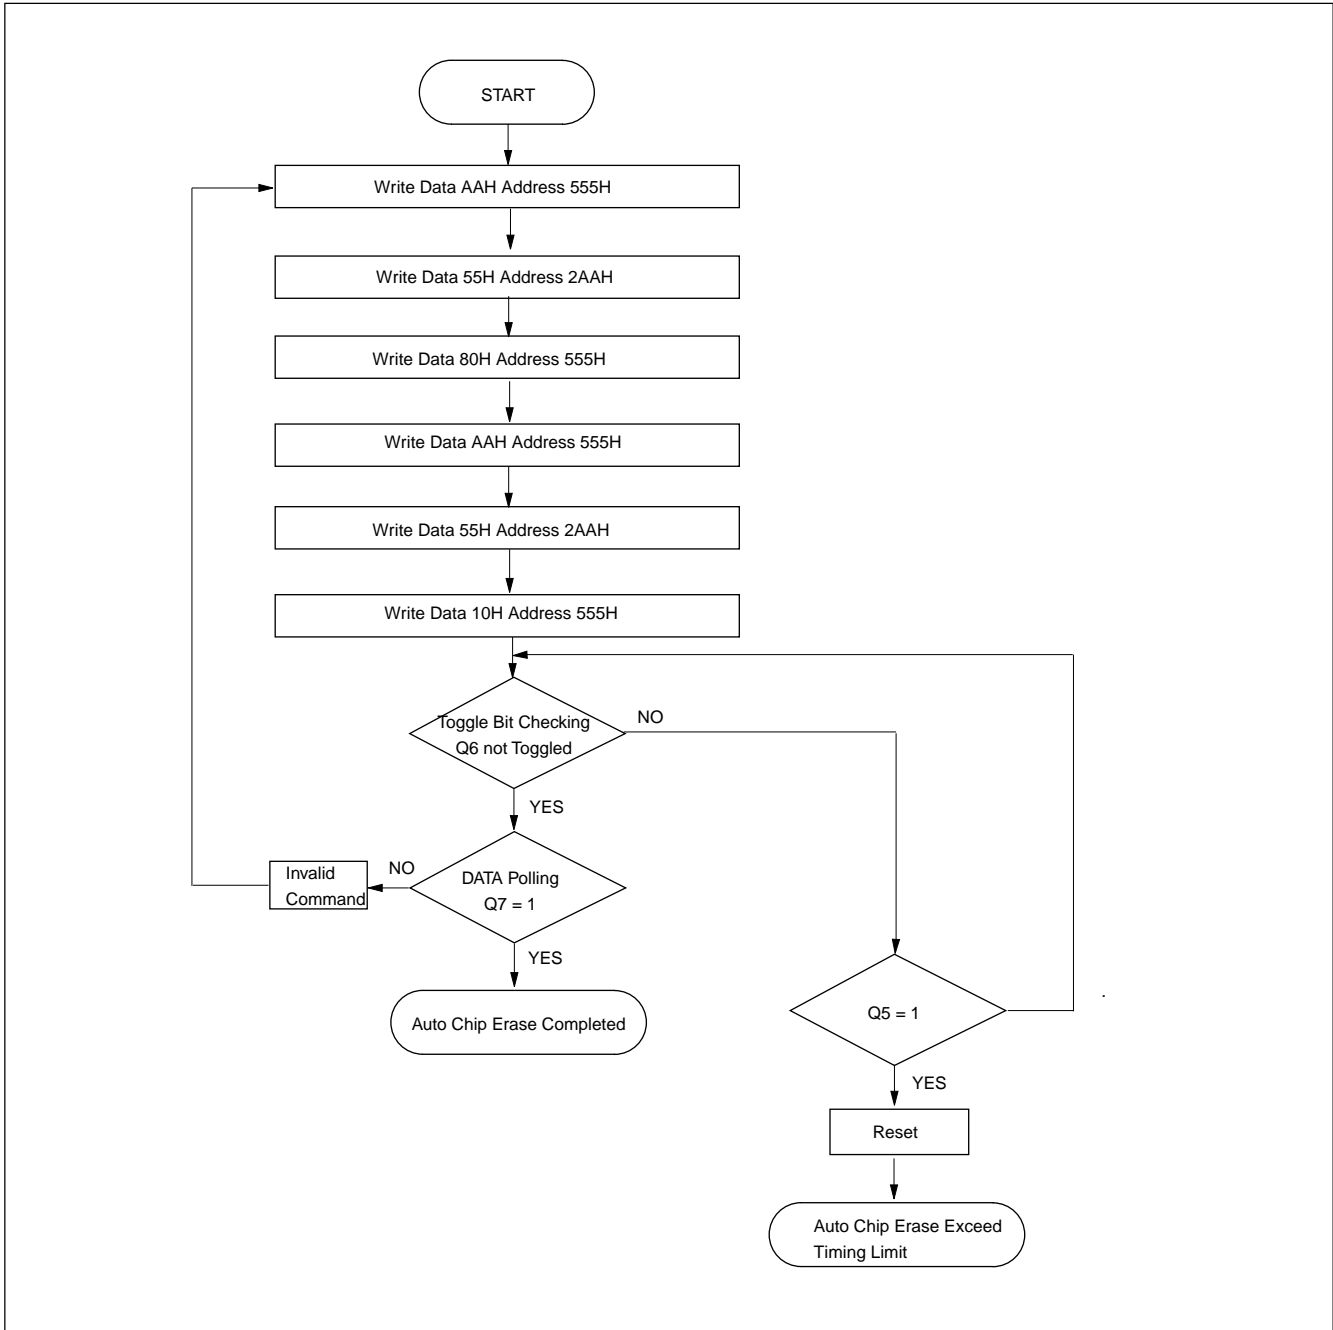 START
Write Data AAH Address 555H
Write Data 55H Address 2AAH
Write Data 80H Address 555H
Write Data AAH Address 555H
Write Data 55H Address 2AAH
Write Data 10H Address 555H
Toggle Bit Checking
Q6 not Toggled
NO
YES
Invalid
Command
NO
DATA Polling
Q7 = 1
YES
Auto Chip Erase Completed
Q5 = 1
.
YES
Reset
Auto Chip Erase Exceed
Timing Limit